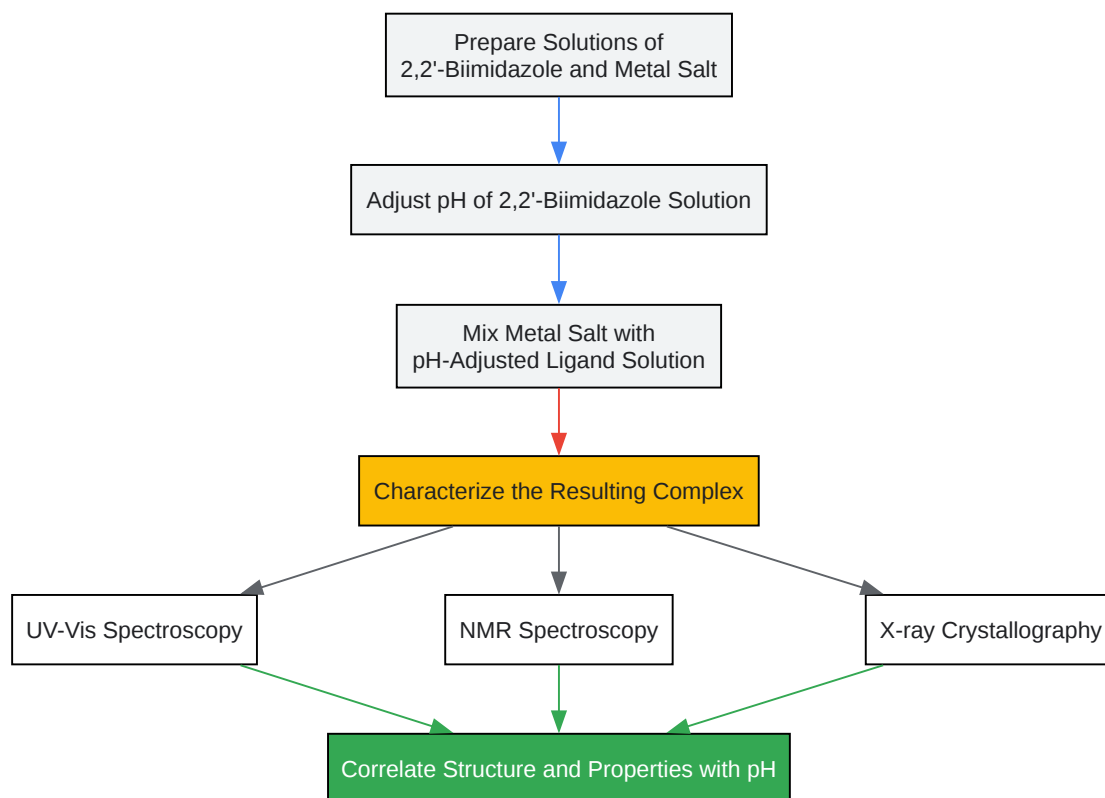 Prepare Solutions of
2,2'-Biimidazole and Metal Salt
Adjust pH of 2,2'-Biimidazole Solution
Mix Metal Salt with
pH-Adjusted Ligand Solution
Characterize the Resulting Complex
UV-Vis Spectroscopy
NMR Spectroscopy
X-ray Crystallography
Correlate Structure and Properties with pH